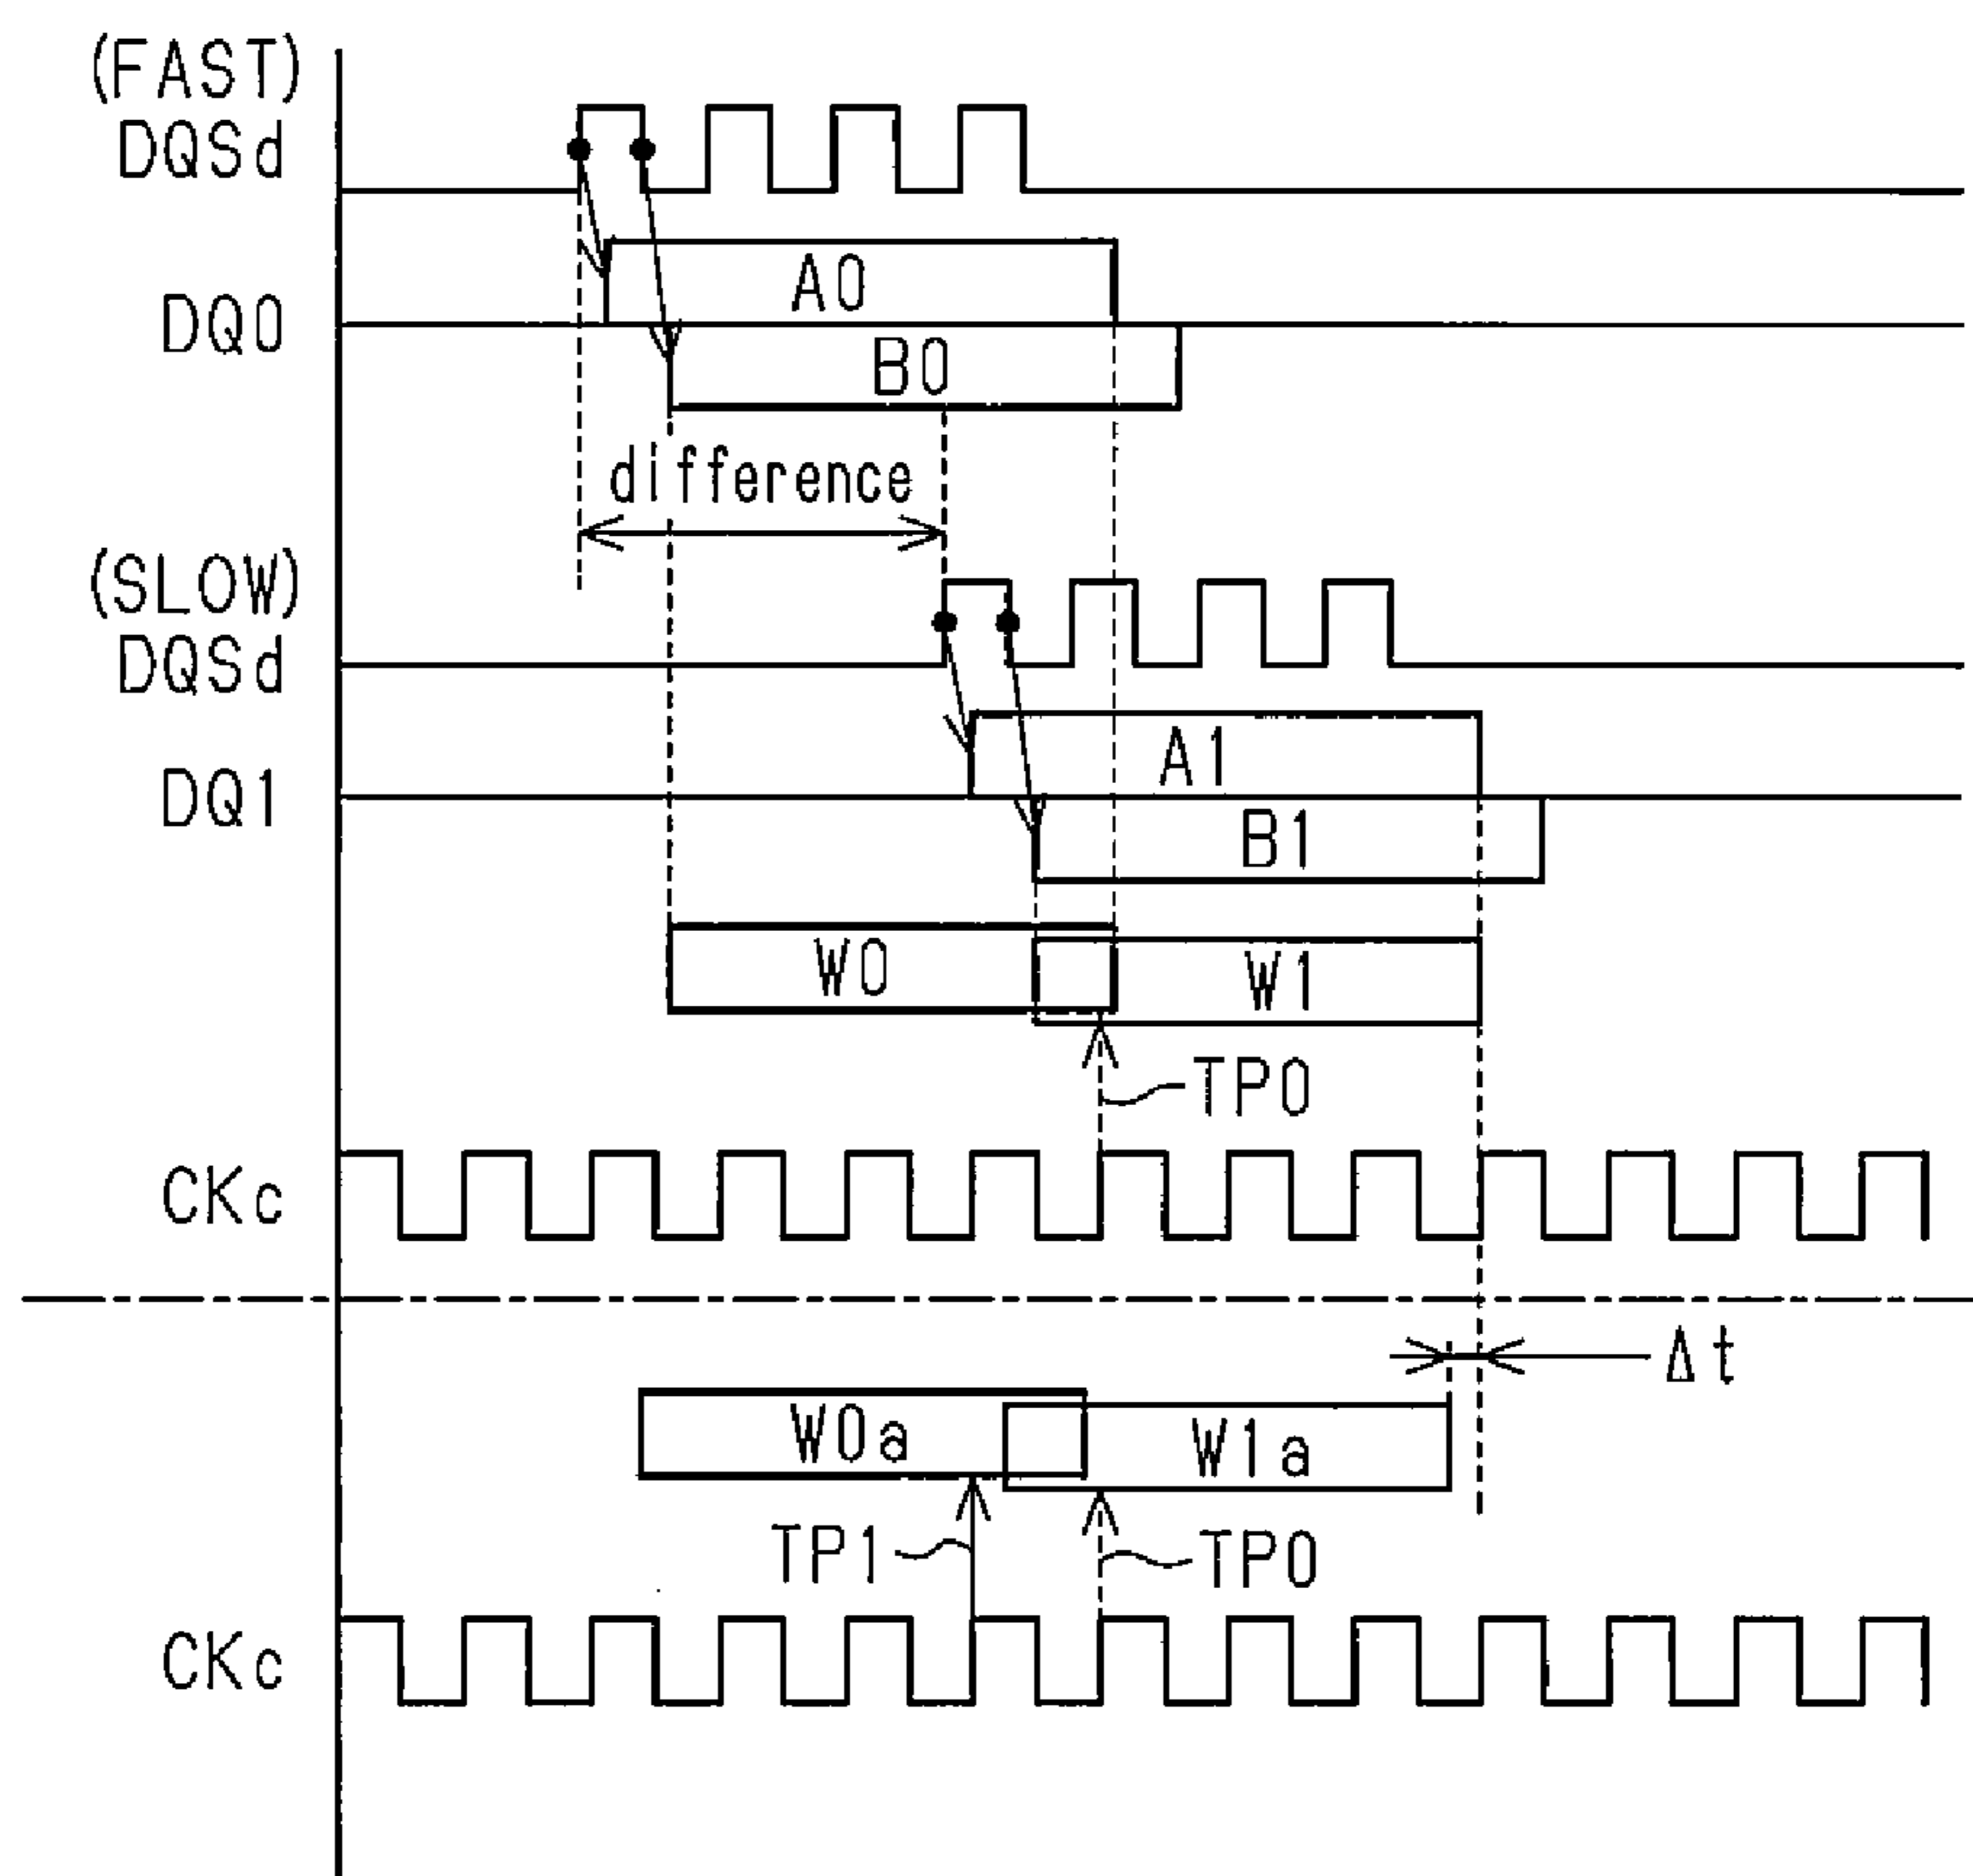 (FAST)
DQSd
A0
DQ0
B0
difference
(SLOW)
DQSd
A1
DQ1
B1
W0 W1
TP0
CKc
Δt
W0a W1a
TP1 TP0
CKc